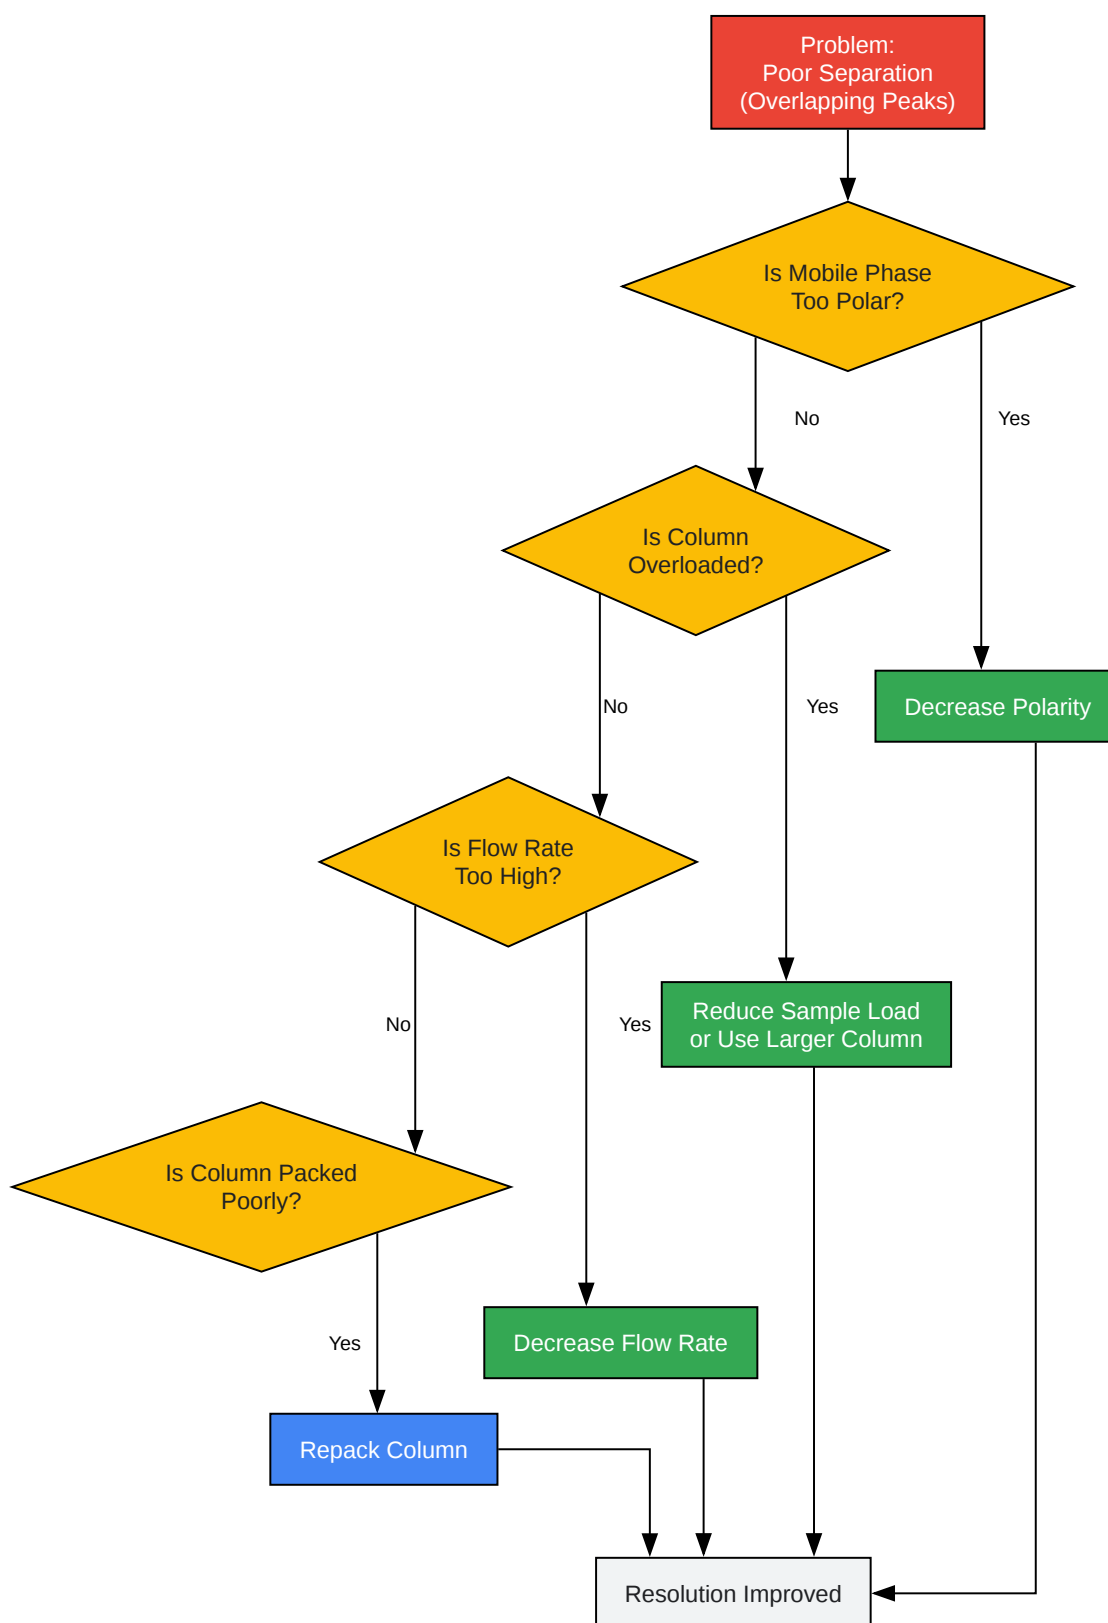 Problem:
Poor Separation
(Overlapping Peaks)
Is Mobile Phase
Too Polar?
No
Yes
Is Column
Overloaded?
No
Yes
Decrease Polarity
Is Flow Rate
Too High?
No
Yes
Reduce Sample Load
or Use Larger Column
Is Column Packed
Poorly?
Yes
Decrease Flow Rate
Repack Column
Resolution Improved